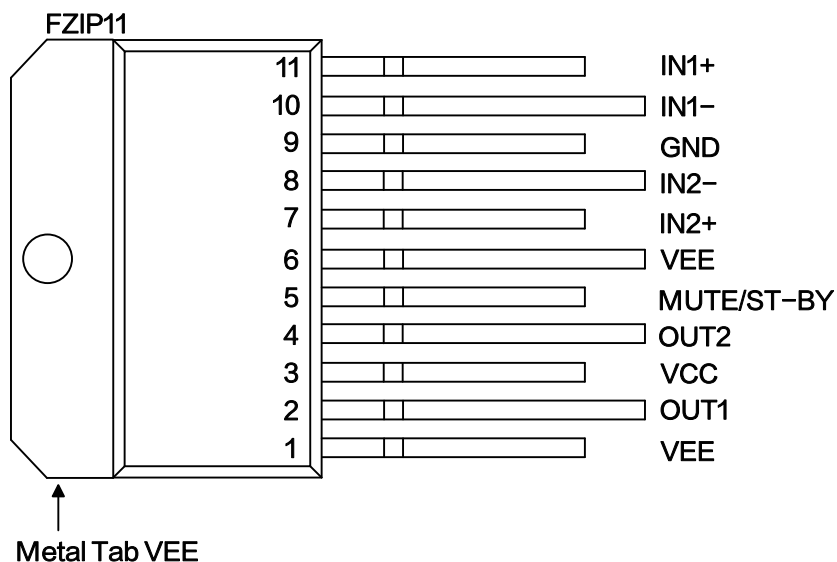 FZIP11
11 IN1+
10 IN1−
9 GND
8 IN2−
7 IN2+
6 VEE
5 MUTE/ST−BY
4 OUT2
3 VCC
2 OUT1
1 VEE
Metal Tab VEE